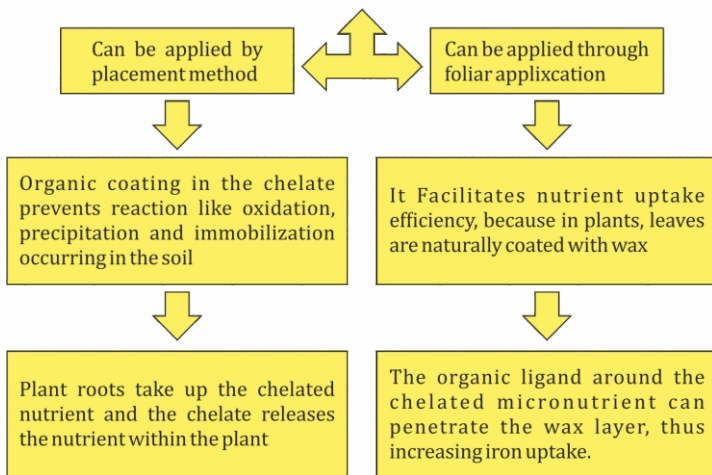 Can be applied by
placement method
Can be applied through
foliar applixcation
Organic coating in the chelate
prevents reaction like oxidation,
precipitation and immobilization
occurring in the soil
It Facilitates nutrient uptake
efficiency, because in plants, leaves
are naturally coated with wax
Plant roots take up the chelated
nutrient and the chelate releases
the nutrient within the plant
The organic ligand around the
chelated micronutrient can
penetrate the wax layer, thus
increasing iron uptake.